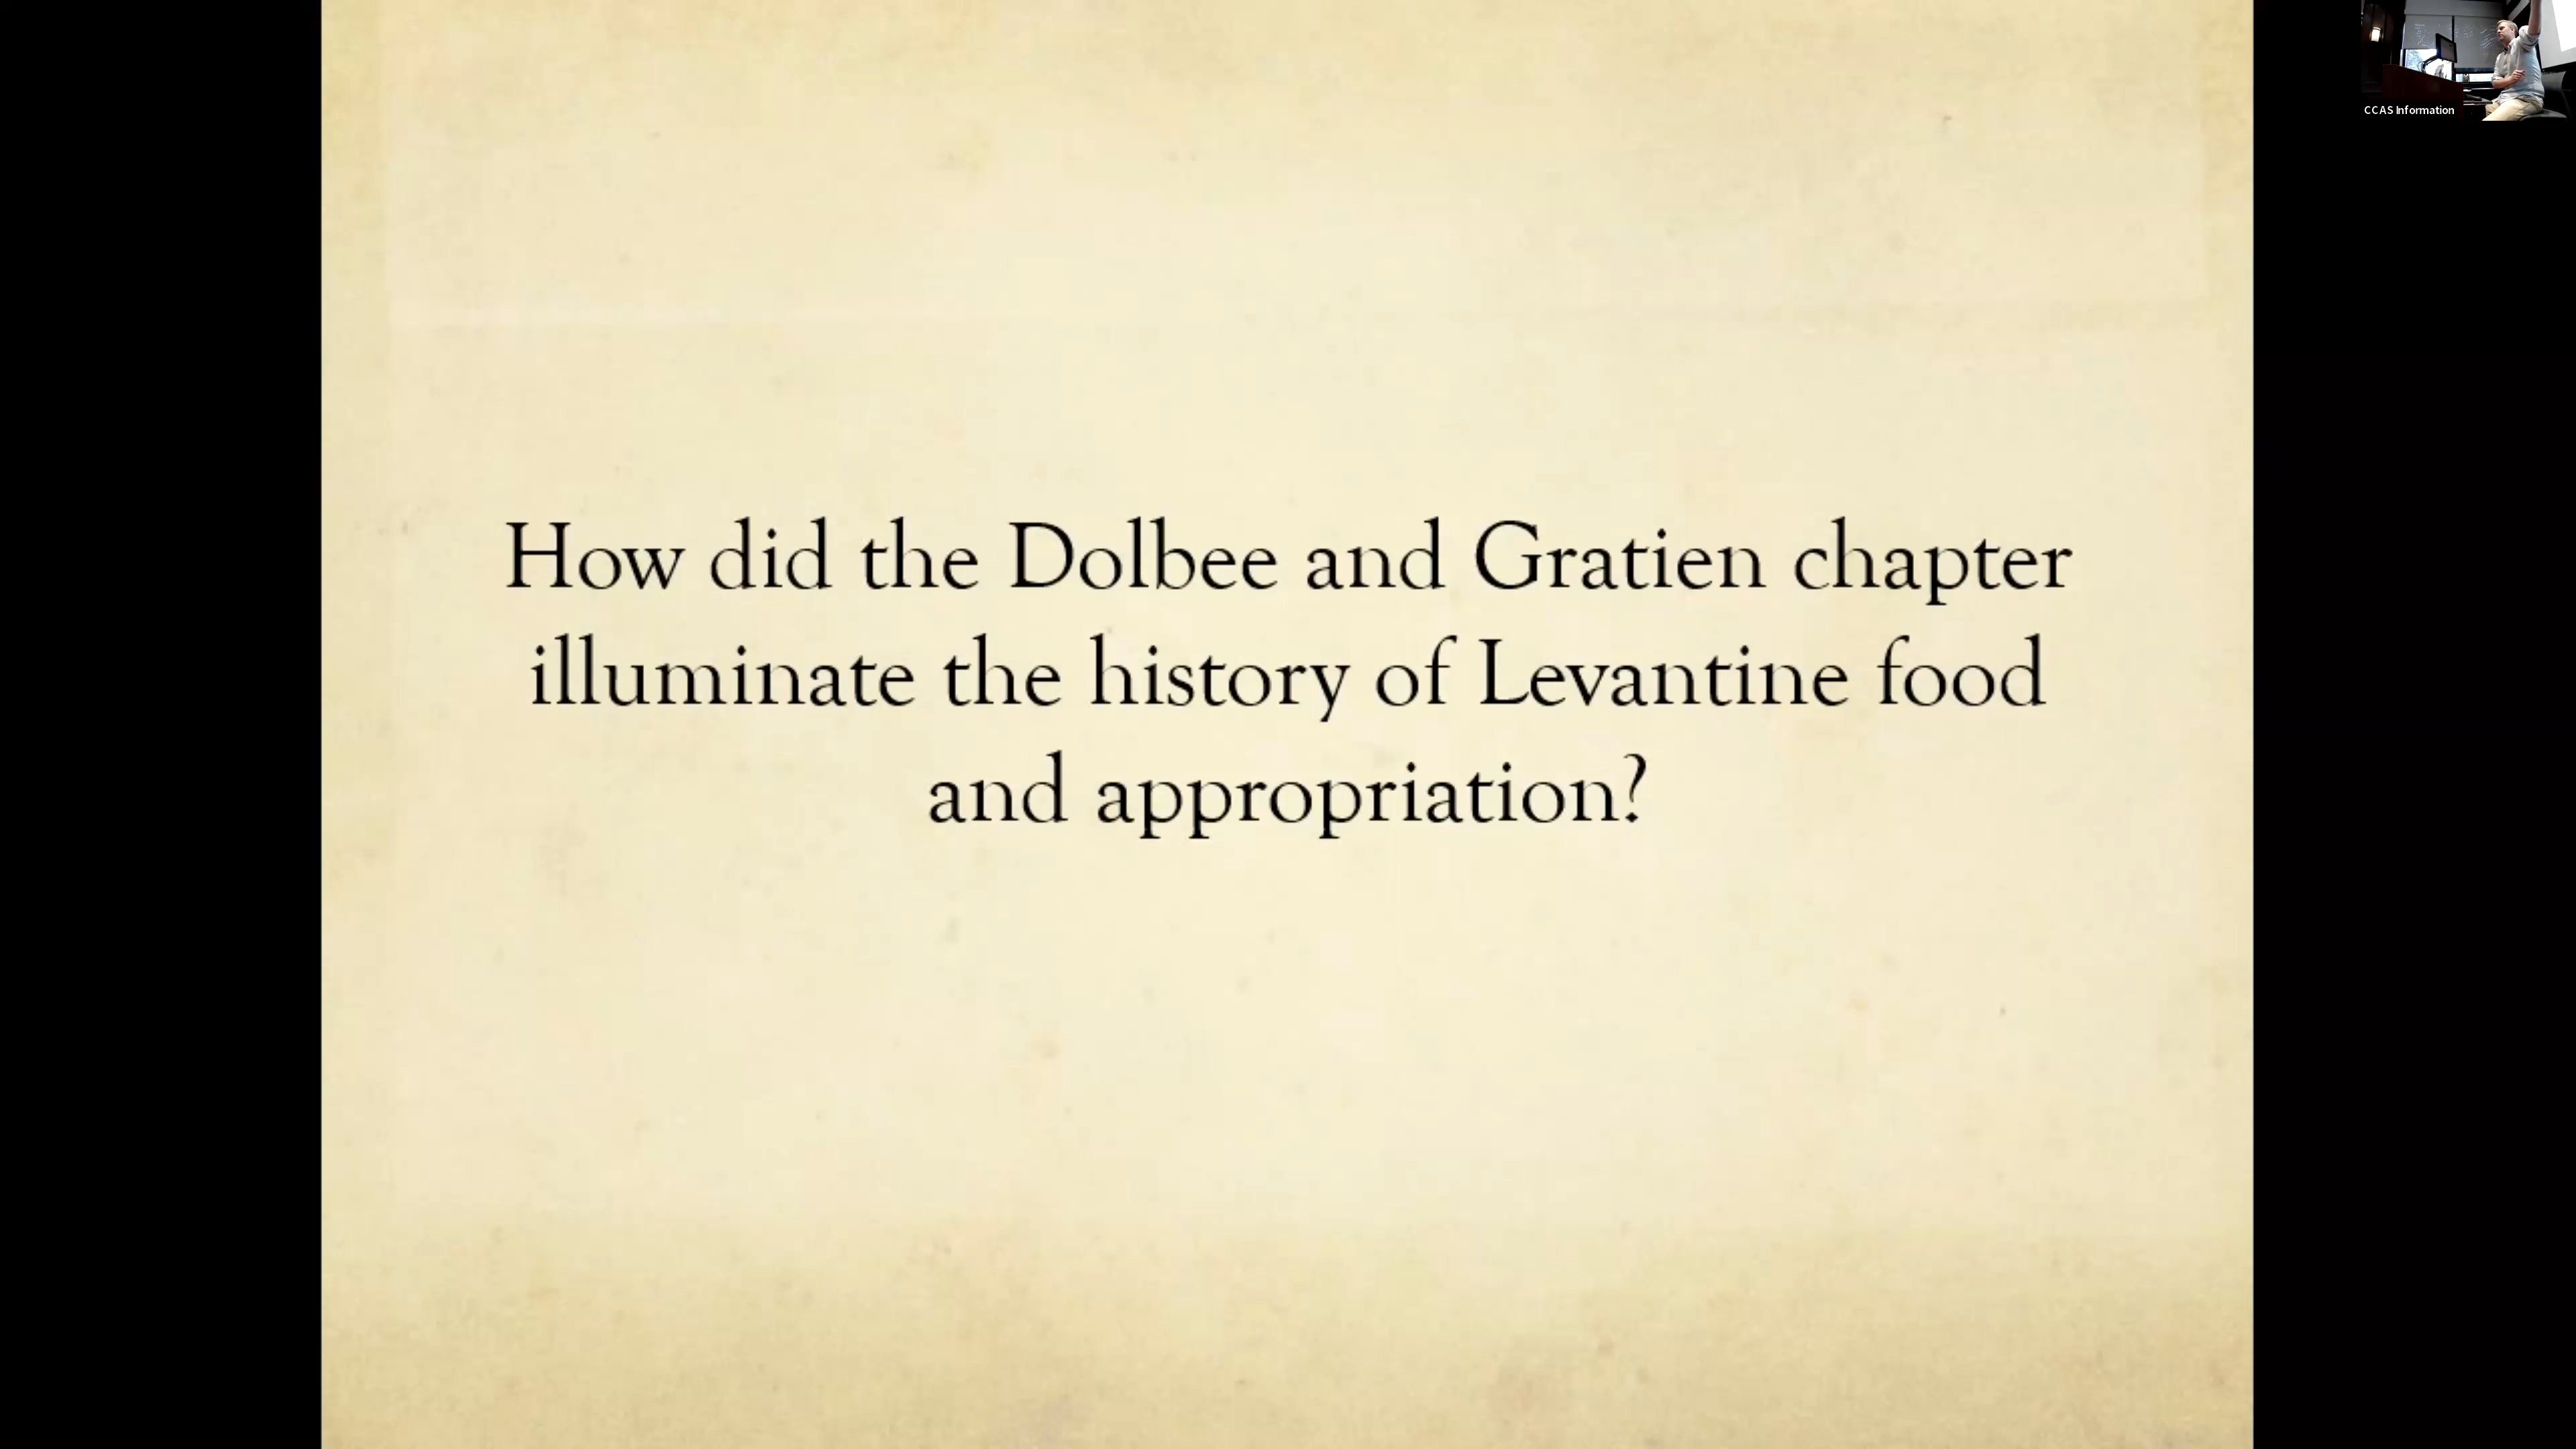 How did the Dolbee and Gratien chapter
illuminate the history of Levantine food
and appropriation?
CCAS Information